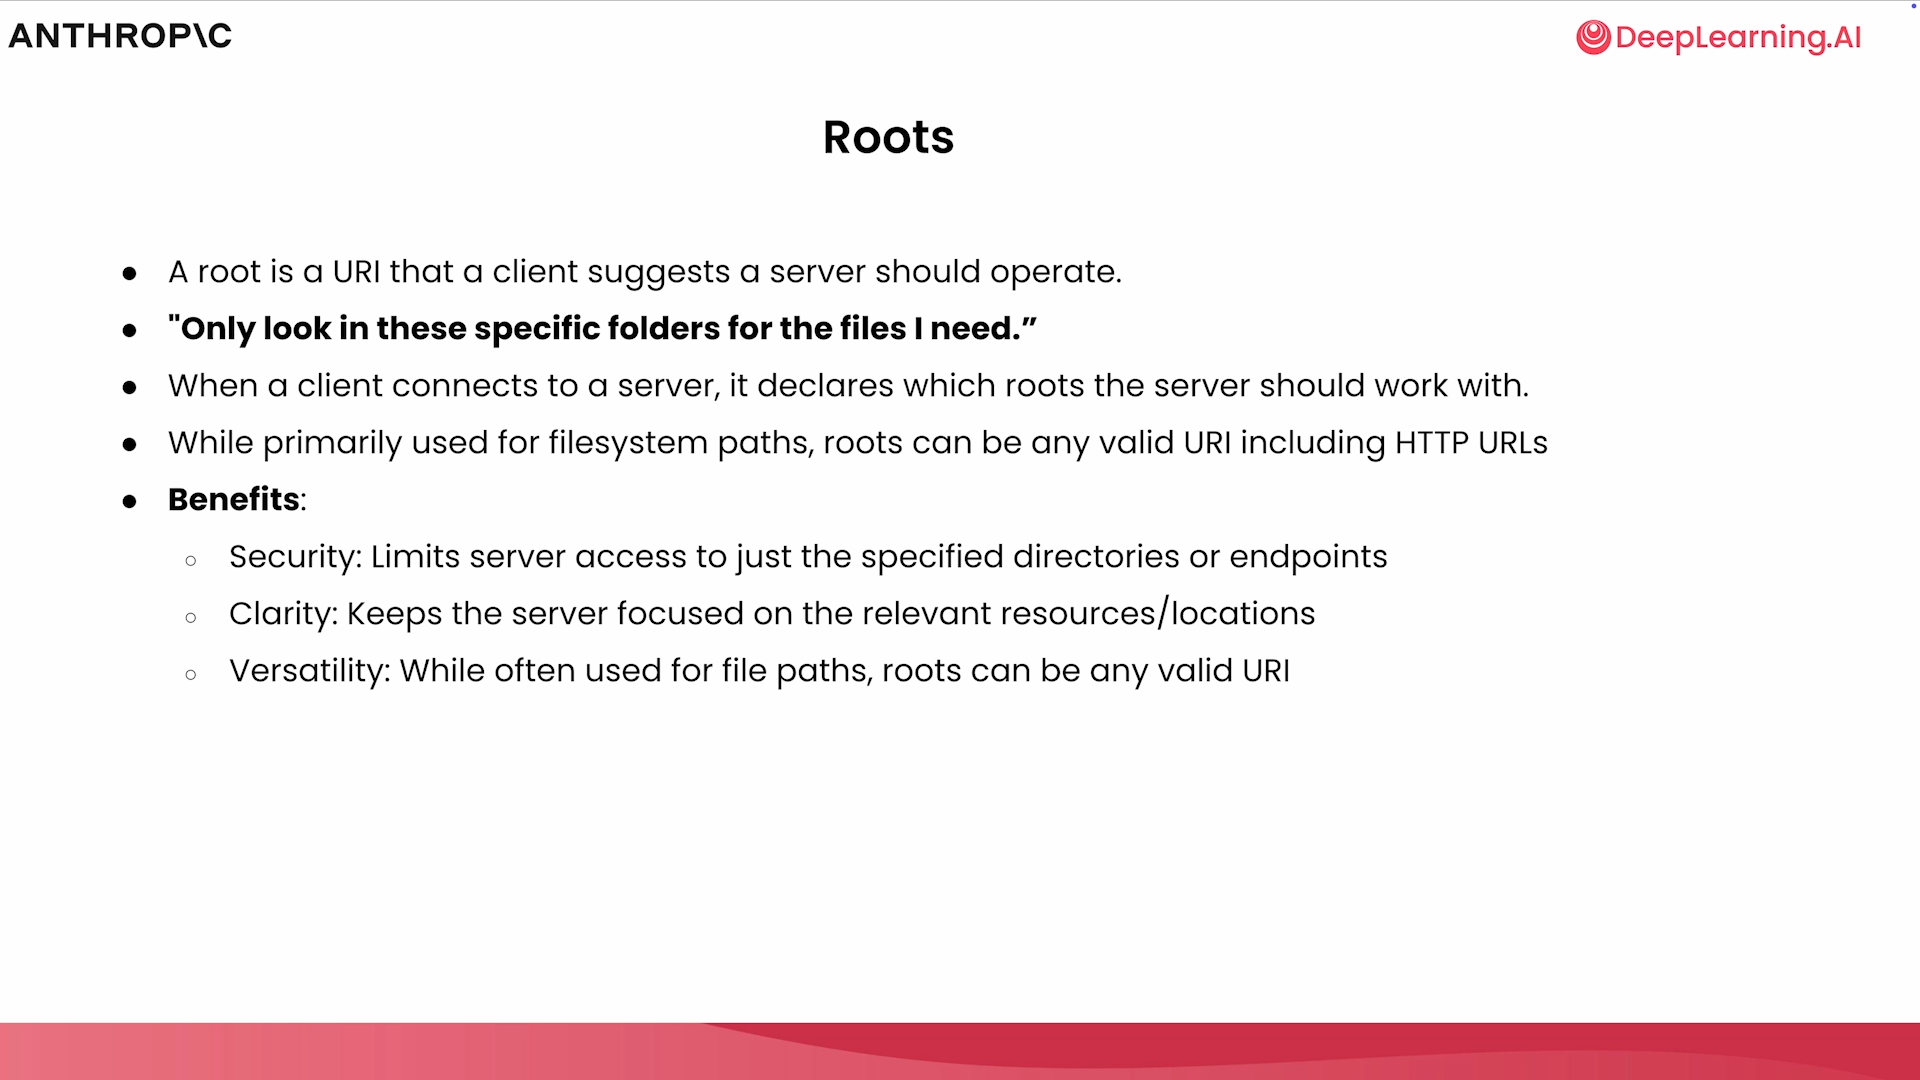 ANTHROP\C
DeepLearning.AI
Roots
● A root is a URI that a client suggests a server should operate.
● "Only look in these specific folders for the files I need.”
● When a client connects to a server, it declares which roots the server should work with.
● While primarily used for filesystem paths, roots can be any valid URI including HTTP URLs
● Benefits:
○ Security: Limits server access to just the specified directories or endpoints
○ Clarity: Keeps the server focused on the relevant resources/locations
○ Versatility: While often used for file paths, roots can be any valid URI